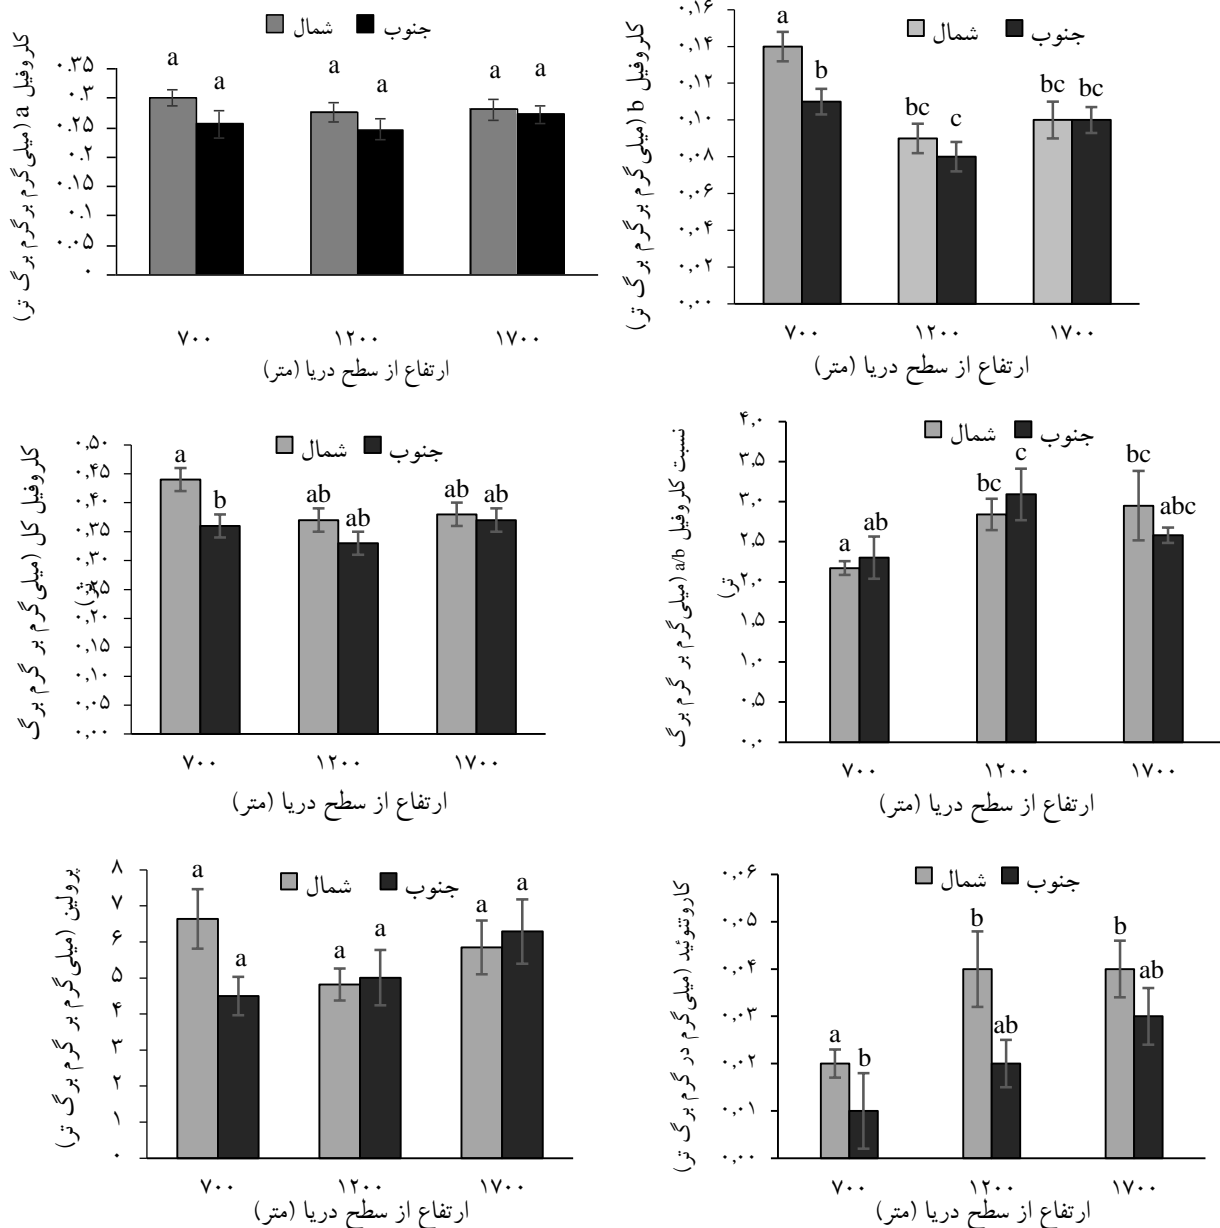 شمال جنوب
کلروفیل a (میلی‌گرم برگرم برگ تر)
۰.۳۵
۰.۳
۰.۲۵
۰.۲
۰.۱۵
۰.۱
۰.۰۵
۰
a a a a a a
۷۰۰ ۱۲۰۰ ۱۷۰۰
ارتفاع از سطح دریا (متر)
شمال جنوب
کلروفیل b (میلی‌گرم برگرم برگ تر)
۰,۱۶
۰,۱۴
۰,۱۲
۰,۱۰
۰,۰۸
۰,۰۶
۰,۰۴
۰,۰۲
۰,۰۰
a b bc c bc bc
۷۰۰ ۱۲۰۰ ۱۷۰۰
ارتفاع از سطح دریا (متر)
شمال جنوب
کلروفیل کل (میلی‌گرم بر گرم برگ
تر)
۰,۵۰
۰,۴۵
۰,۴۰
۰,۳۵
۰,۳۰
۰,۲۵
۰,۲۰
۰,۱۵
۰,۱۰
۰,۰۵
۰,۰۰
a b ab ab ab ab
۷۰۰ ۱۲۰۰ ۱۷۰۰
ارتفاع از سطح دریا (متر)
شمال جنوب
نسبت کلروفیل a/b (میلی‌گرم بر گرم برگ
تر)
۴,۰
۳,۵
۳,۰
۲,۵
۲,۰
۱,۵
۱,۰
۰,۵
۰,۰
a ab bc c bc abc
۷۰۰ ۱۲۰۰ ۱۷۰۰
ارتفاع از سطح دریا (متر)
شمال جنوب
پرولین (میلی‌گرم بر گرم برگ تر)
۸
۷
۶
۵
۴
۳
۲
۱
۰
a a a a a a
۷۰۰ ۱۲۰۰ ۱۷۰۰
ارتفاع از سطح دریا (متر)
شمال جنوب
کاروتنوئید (میلی‌گرم در گرم برگ تر)
۰,۰۶
۰,۰۵
۰,۰۴
۰,۰۳
۰,۰۲
۰,۰۱
۰,۰۰
a b b ab b ab
۷۰۰ ۱۲۰۰ ۱۷۰۰
ارتفاع از سطح دریا (متر)